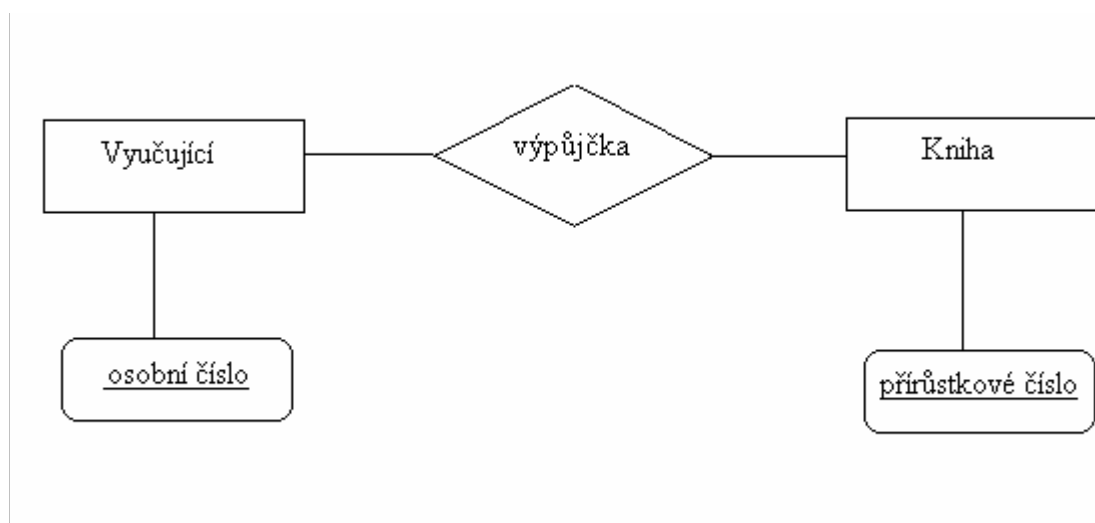 Vyučující
výpůjčka
Kniha
osobní číslo
přírůstkové číslo